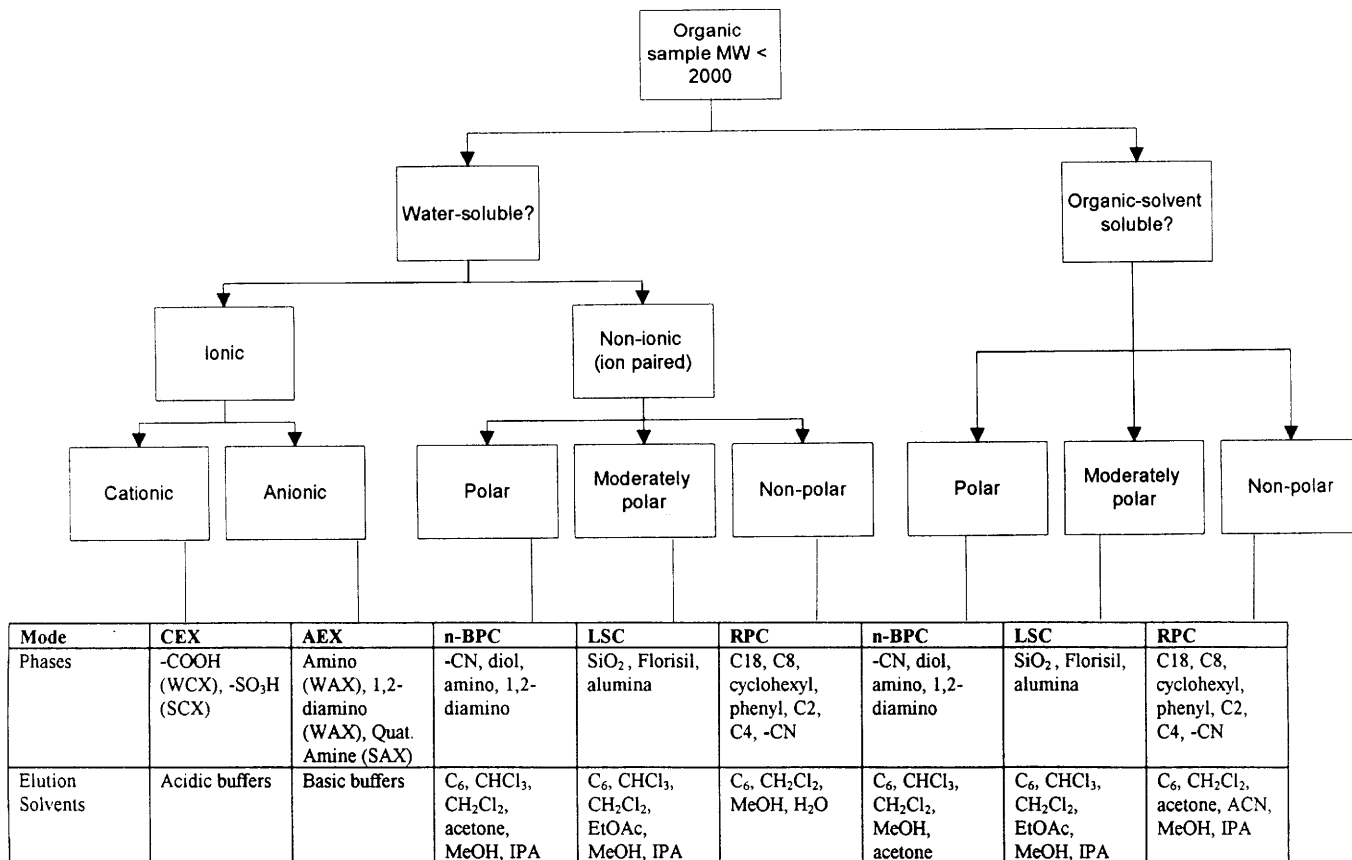 Organic
sample MW <
2000
Water-soluble?
Organic-solvent
soluble?
Ionic
Non-ionic
(ion paired)
Cationic
Anionic
Polar
Moderately
polar
Non-polar
Polar
Moderately
polar
Non-polar
Mode
CEX
AEX
n-BPC
LSC
RPC
n-BPC
LSC
RPC
Phases
-COOH
(WCX), -SO₃H
(SCX)
Amino
(WAX), 1,2-
diamino
(WAX), Quat.
Amine (SAX)
-CN, diol,
amino, 1,2-
diamino
SiO₂ , Florisil,
alumina
C18, C8,
cyclohexyl,
phenyl, C2,
C4, -CN
-CN, diol,
amino, 1,2-
diamino
SiO₂ , Florisil,
alumina
C18, C8,
cyclohexyl,
phenyl, C2,
C4, -CN
Elution
Solvents
Acidic buffers
Basic buffers
C₆, CHCl₃,
CH₂Cl₂,
acetone,
MeOH, IPA
C₆, CHCl₃,
CH₂Cl₂,
EtOAc,
MeOH, IPA
C₆, CH₂Cl₂,
MeOH, H₂O
C₆, CHCl₃,
CH₂Cl₂,
MeOH,
acetone
C₆, CHCl₃,
CH₂Cl₂,
EtOAc,
MeOH, IPA
C₆, CH₂Cl₂,
acetone, ACN,
MeOH, IPA